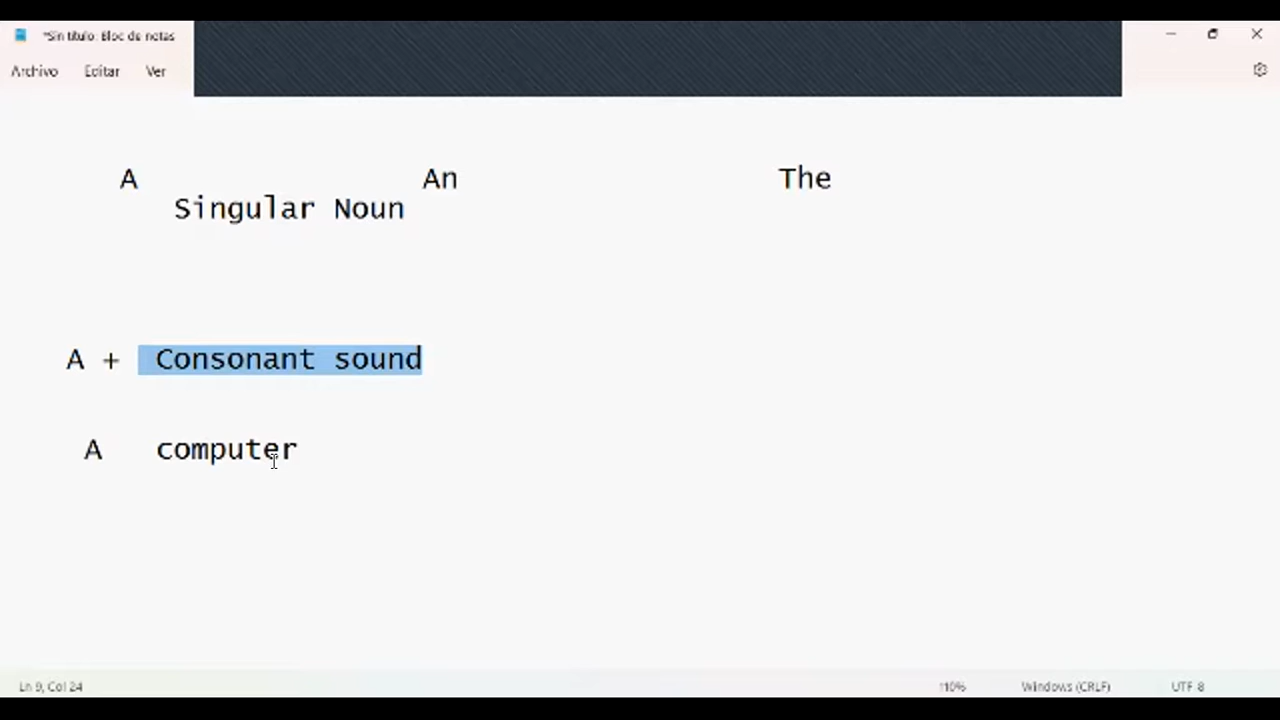 *Sin título: Bloc de notas
Archivo Editar Ver
A An The
Singular Noun
A + Consonant sound
A computer
Ln 9, Col 24 110% Windows (CRLF) UTF-8